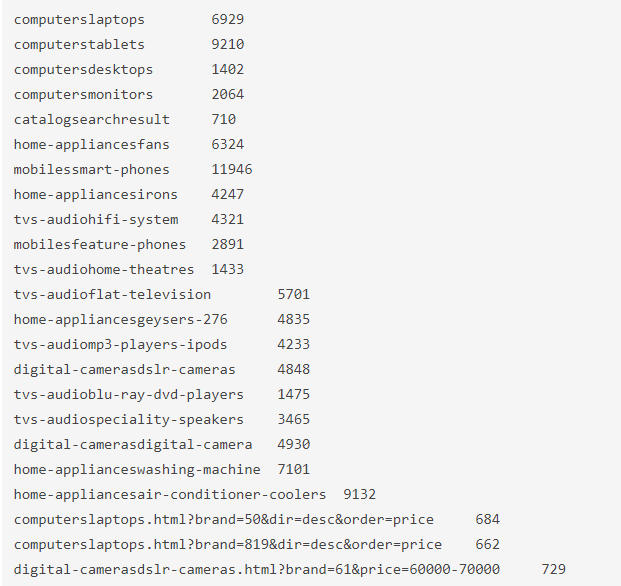 computerslaptops 6929
computerstablets 9210
computersdesktops 1402
computersmonitors 2064
catalogsearchresult 710
home-appliancesfans 6324
mobilessmart-phones 11946
home-appliancesirons 4247
tvs-audiohifi-system 4321
mobilesfeature-phones 2891
tvs-audiohome-theatres 1433
tvs-audioflat-television 5701
home-appliancesgeysers-276 4835
tvs-audiomp3-players-ipods 4233
digital-camerasdslr-cameras 4848
tvs-audioblu-ray-dvd-players 1475
tvs-audiospeciality-speakers 3465
digital-camerasdigital-camera 4930
home-applianceswashing-machine 7101
home-appliancesair-conditioner-coolers 9132
computerslaptops.html?brand=50&dir=desc&order=price 684
computerslaptops.html?brand=819&dir=desc&order=price 662
digital-camerasdslr-cameras.html?brand=61&price=60000-70000 729